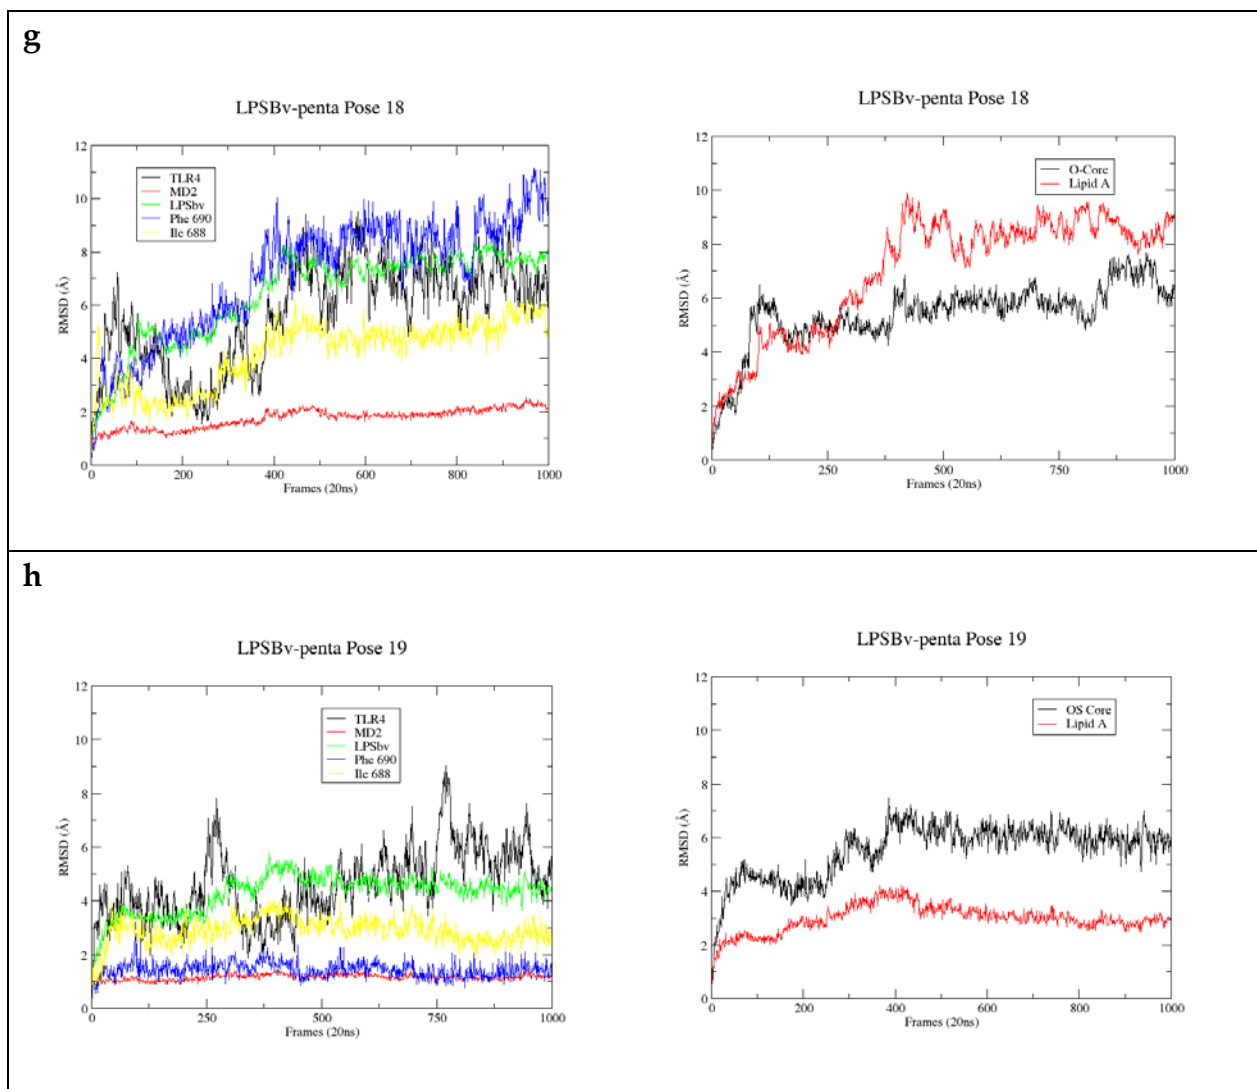 g
LPSBv-penta Pose 18
12
10
8
6
4
2
0
RMSD (Å)
TLR4
MD2
LPSbv
Phe 690
Ile 688
0 200 400 600 800 1000
Frames (20ns)
LPSBv-penta Pose 18
12
10
8
6
4
2
0
RMSD (Å)
O-Core
Lipid A
0 250 500 750 1000
Frames (20ns)
h
LPSBv-penta Pose 19
12
10
8
6
4
2
0
RMSD (Å)
TLR4
MD2
LPSbv
Phe 690
Ile 688
0 250 500 750 1000
Frames (20ns)
LPSBv-penta Pose 19
12
10
8
6
4
2
0
RMSD (Å)
OS Core
Lipid A
0 200 400 600 800 1000
Frames (20ns)